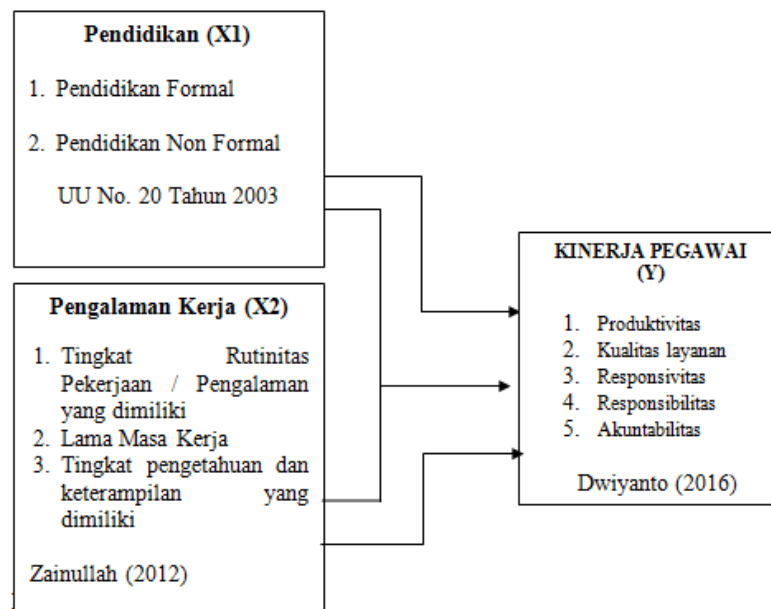 Pendidikan (X1)
1. Pendidikan Formal
2. Pendidikan Non Formal
UU No. 20 Tahun 2003
Pengalaman Kerja (X2)
1. Tingkat Rutinitas
Pekerjaan / Pengalaman
yang dimiliki
2. Lama Masa Kerja
3. Tingkat pengetahuan dan
keterampilan yang
dimiliki
Zainullah (2012)
KINERJA PEGAWAI
(Y)
1. Produktivitas
2. Kualitas layanan
3. Responsivitas
4. Responsibilitas
5. Akuntabilitas
Dwiyanto (2016)